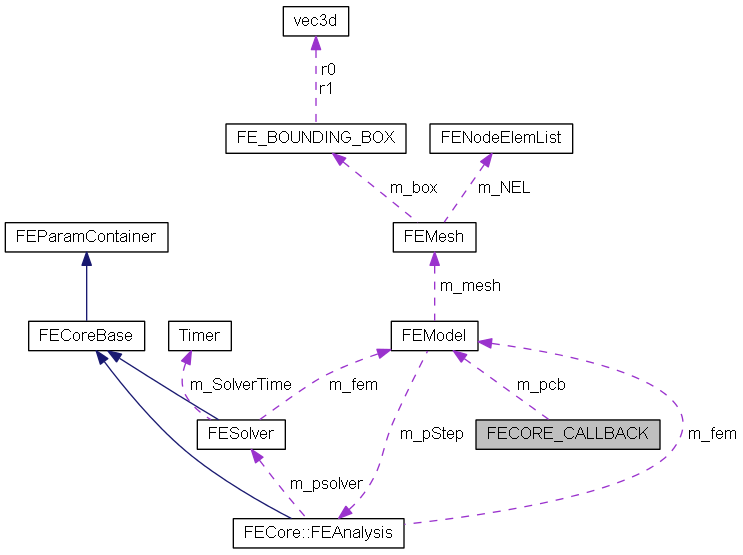 vec3d
r0
r1
FE_BOUNDING_BOX
FENodeElemList
m_box
m_NEL
FEParamContainer
FEMesh
m_mesh
FECoreBase
Timer
FEModel
m_SolverTime
m_fem
m_pcb
FESolver
m_pStep
FECORE_CALLBACK
m_fem
m_psolver
FECore::FEAnalysis